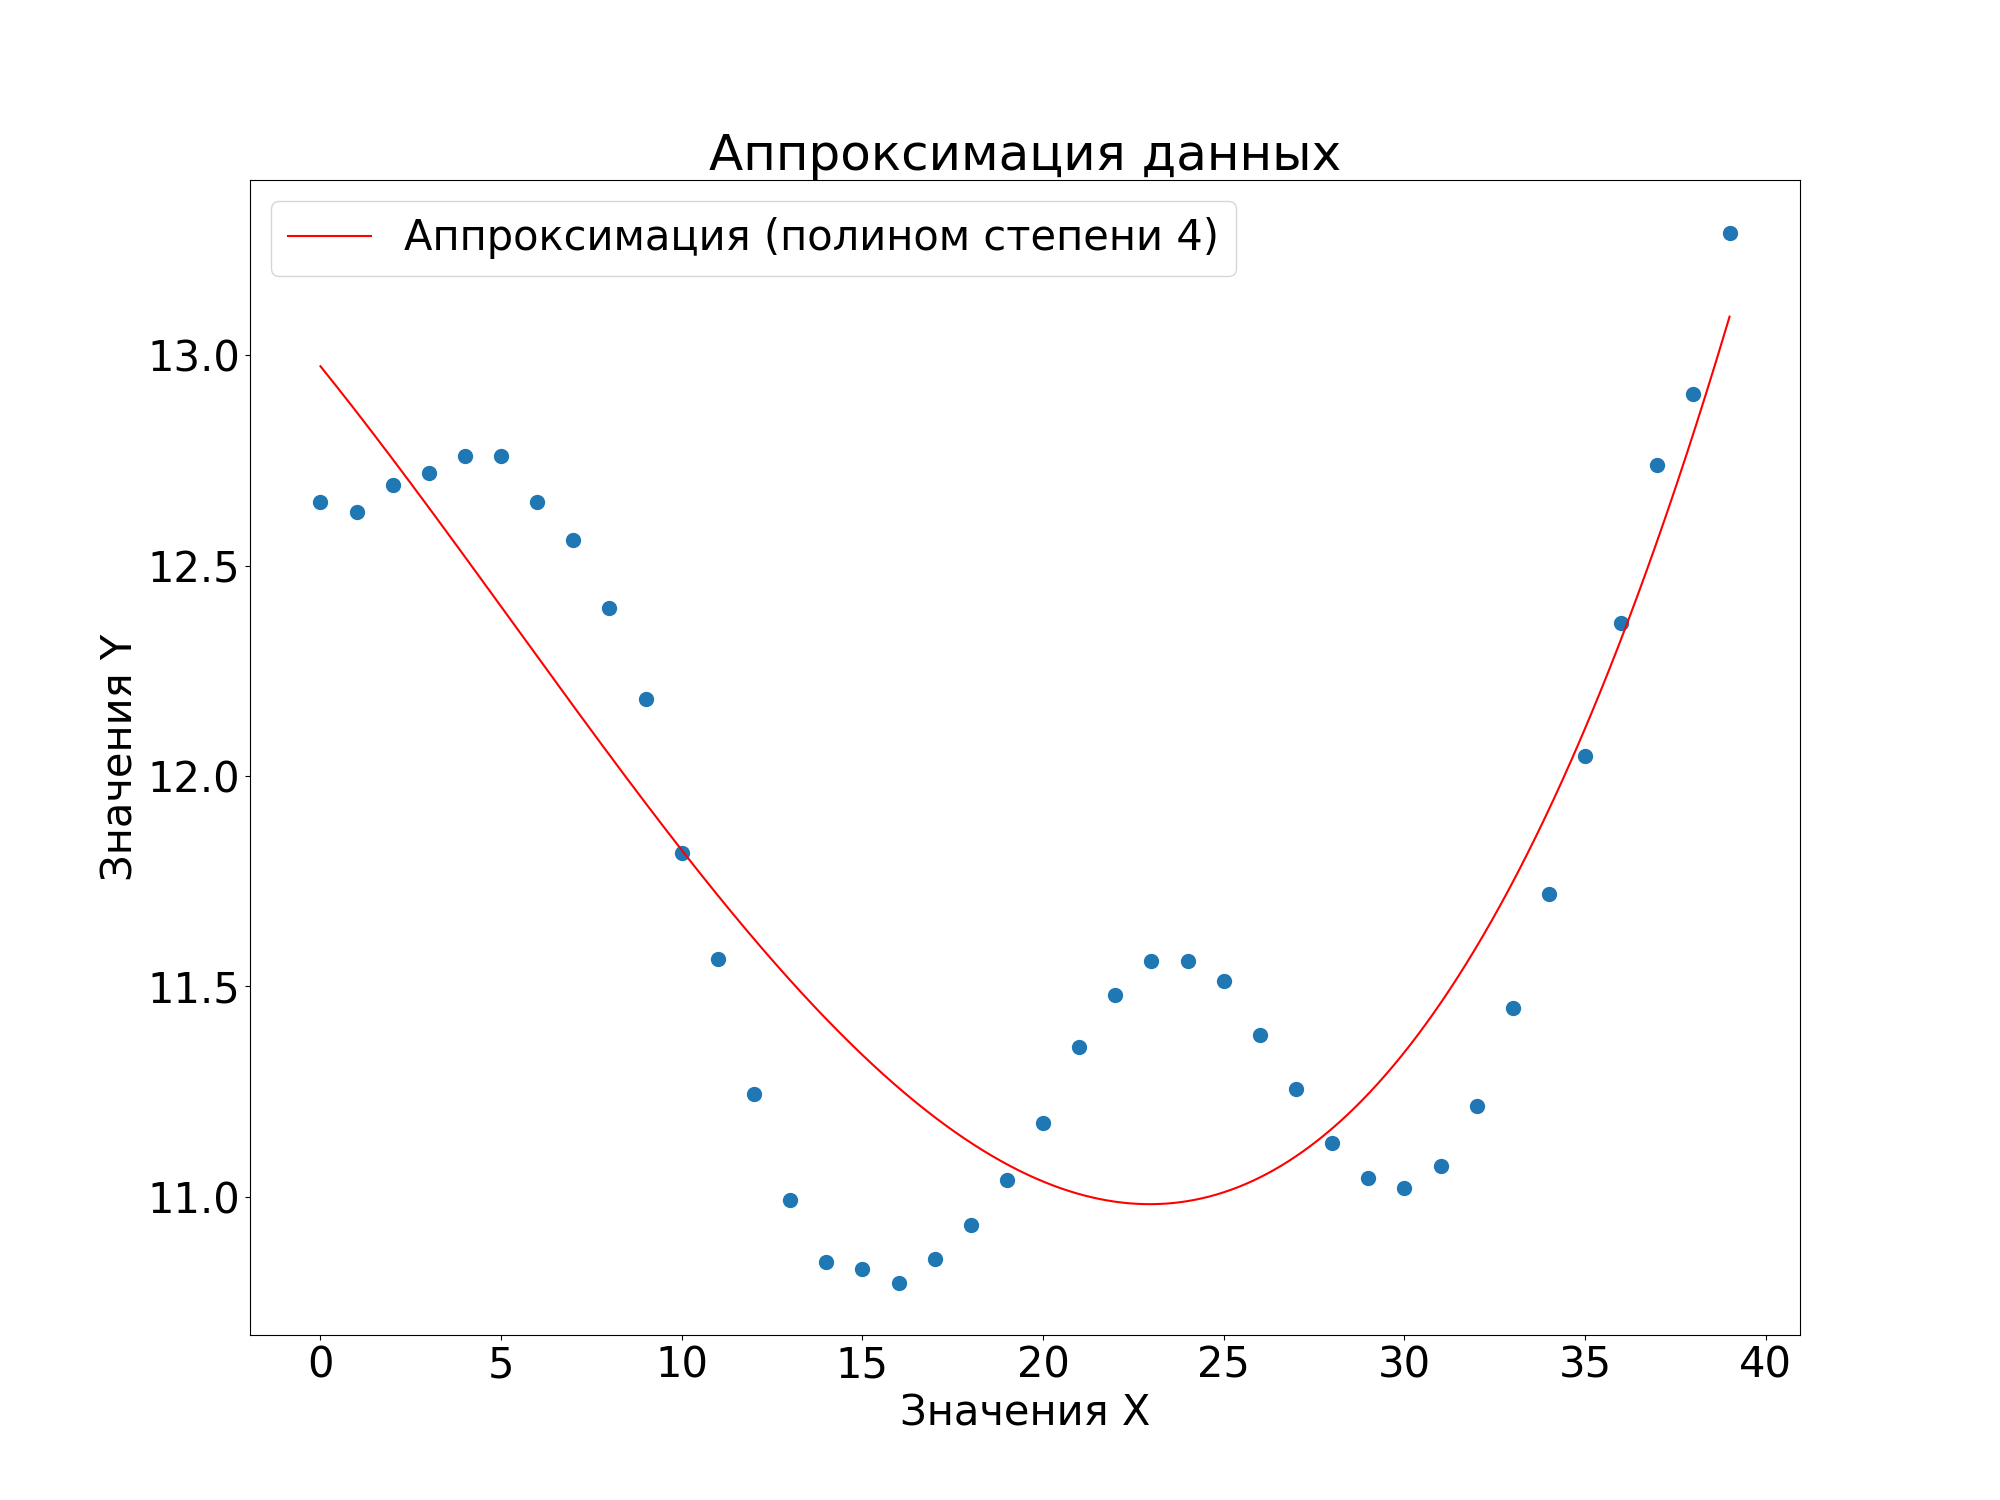 Аппроксимация данных
Аппроксимация (полином степени 4)
13.0
12.5
12.0
11.5
11.0
Значения Y
0 5 10 15 20 25 30 35 40
Значения X